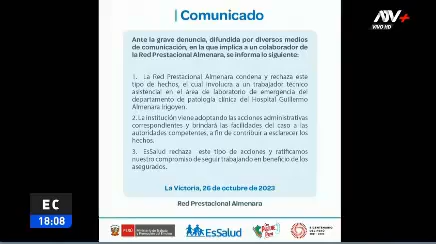 | Comunicado
ATV+
VIVO HD
Ante la grave denuncia, difundida por diversos medios
de comunicación, en la que implica a un colaborador de
la Red Prestacional Almenara, se informa lo siguiente:
1. La Red Prestacional Almenara condena y rechaza este
tipo de hechos, el cual involucra a un trabajador técnico
asistencial en el área de laboratorio de emergencia del
departamento de patología clínica del Hospital Guillermo
Almenara Irigoyen.
2.La institución viene adoptando las acciones administrativas
correspondientes y brindará las facilidades del caso a las
autoridades competentes, a fin de contribuir a esclarecer los
hechos.
3. EsSalud rechaza este tipo de acciones y ratificamos
nuestro compromiso de seguir trabajando en beneficio de los
asegurados.
La Victoria, 26 de octubre de 2023
Red Prestacional Almenara
EC
18:08
PERÚ
EsSalud